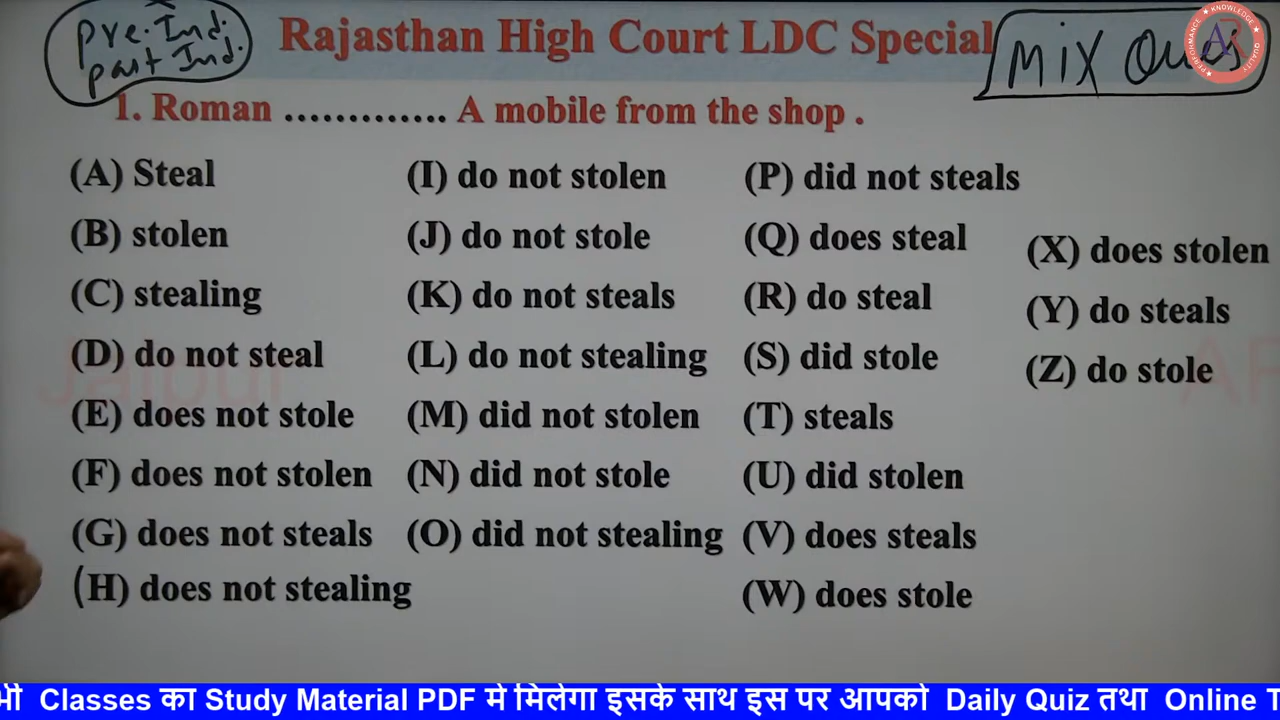 Pre. Ind.
Past Ind.
Rajasthan High Court LDC Special
Mix Ques
KNOWLEDGE
PERFORMANCE
QUALITY
1. Roman ............. A mobile from the shop .
(A) Steal
(B) stolen
(C) stealing
(D) do not steal
(E) does not stole
(F) does not stolen
(G) does not steals
(H) does not stealing
(I) do not stolen
(J) do not stole
(K) do not steals
(L) do not stealing
(M) did not stolen
(N) did not stole
(O) did not stealing
(P) did not steals
(Q) does steal
(R) do steal
(S) did stole
(T) steals
(U) did stolen
(V) does steals
(W) does stole
(X) does stolen
(Y) do steals
(Z) do stole
Jaipur
भी Classes का Study Material PDF में मिलेगा इसके साथ इस पर आपको Daily Quiz तथा Online T